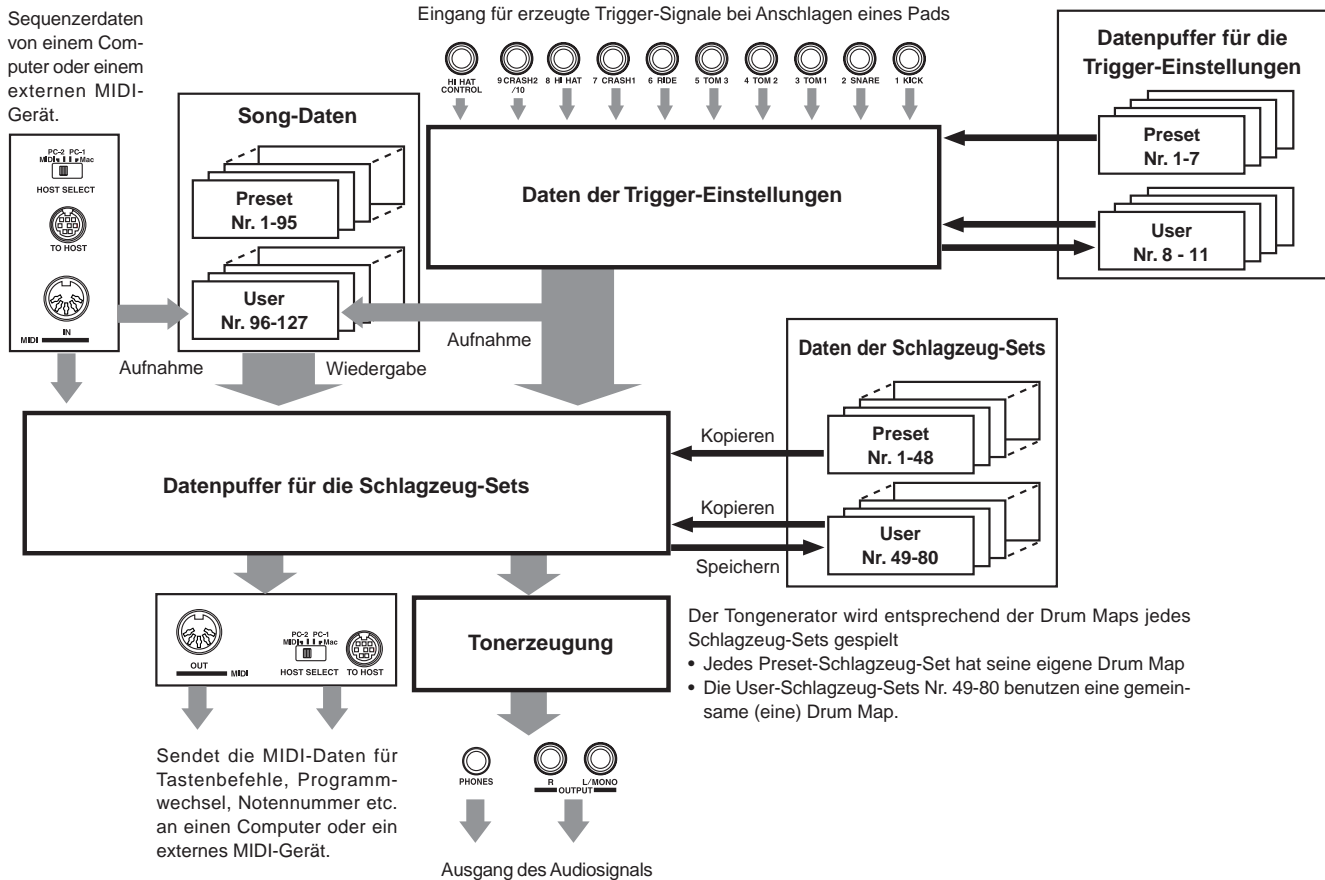 Sequenzerdaten
von einem Com-
puter oder einem
externen MIDI-
Gerät.
Eingang für erzeugte Trigger-Signale bei Anschlagen eines Pads
HI HAT
CONTROL
9 CRASH2
/10
8 HI HAT
7 CRASH1
6 RIDE
5 TOM 3
4 TOM 2
3 TOM 1
2 SNARE
1 KICK
Datenpuffer für die
Trigger-Einstellungen
Preset
Nr. 1-7
User
Nr. 8 - 11
PC-2 PC-1
MIDI Mac
HOST SELECT
TO HOST
IN
MIDI
Song-Daten
Preset
Nr. 1-95
User
Nr. 96-127
Daten der Trigger-Einstellungen
Aufnahme
Aufnahme
Wiedergabe
Daten der Schlagzeug-Sets
Preset
Nr. 1-48
User
Nr. 49-80
Kopieren
Kopieren
Speichern
Datenpuffer für die Schlagzeug-Sets
OUT
MIDI
PC-2 PC-1
MIDI Mac
HOST SELECT
TO HOST
Tonerzeugung
Der Tongenerator wird entsprechend der Drum Maps jedes
Schlagzeug-Sets gespielt
• Jedes Preset-Schlagzeug-Set hat seine eigene Drum Map
• Die User-Schlagzeug-Sets Nr. 49-80 benutzen eine gemein-
same (eine) Drum Map.
Sendet die MIDI-Daten für
Tastenbefehle, Programm-
wechsel, Notennummer etc.
an einen Computer oder ein
externes MIDI-Gerät.
PHONES
R
L/MONO
OUTPUT
Ausgang des Audiosignals